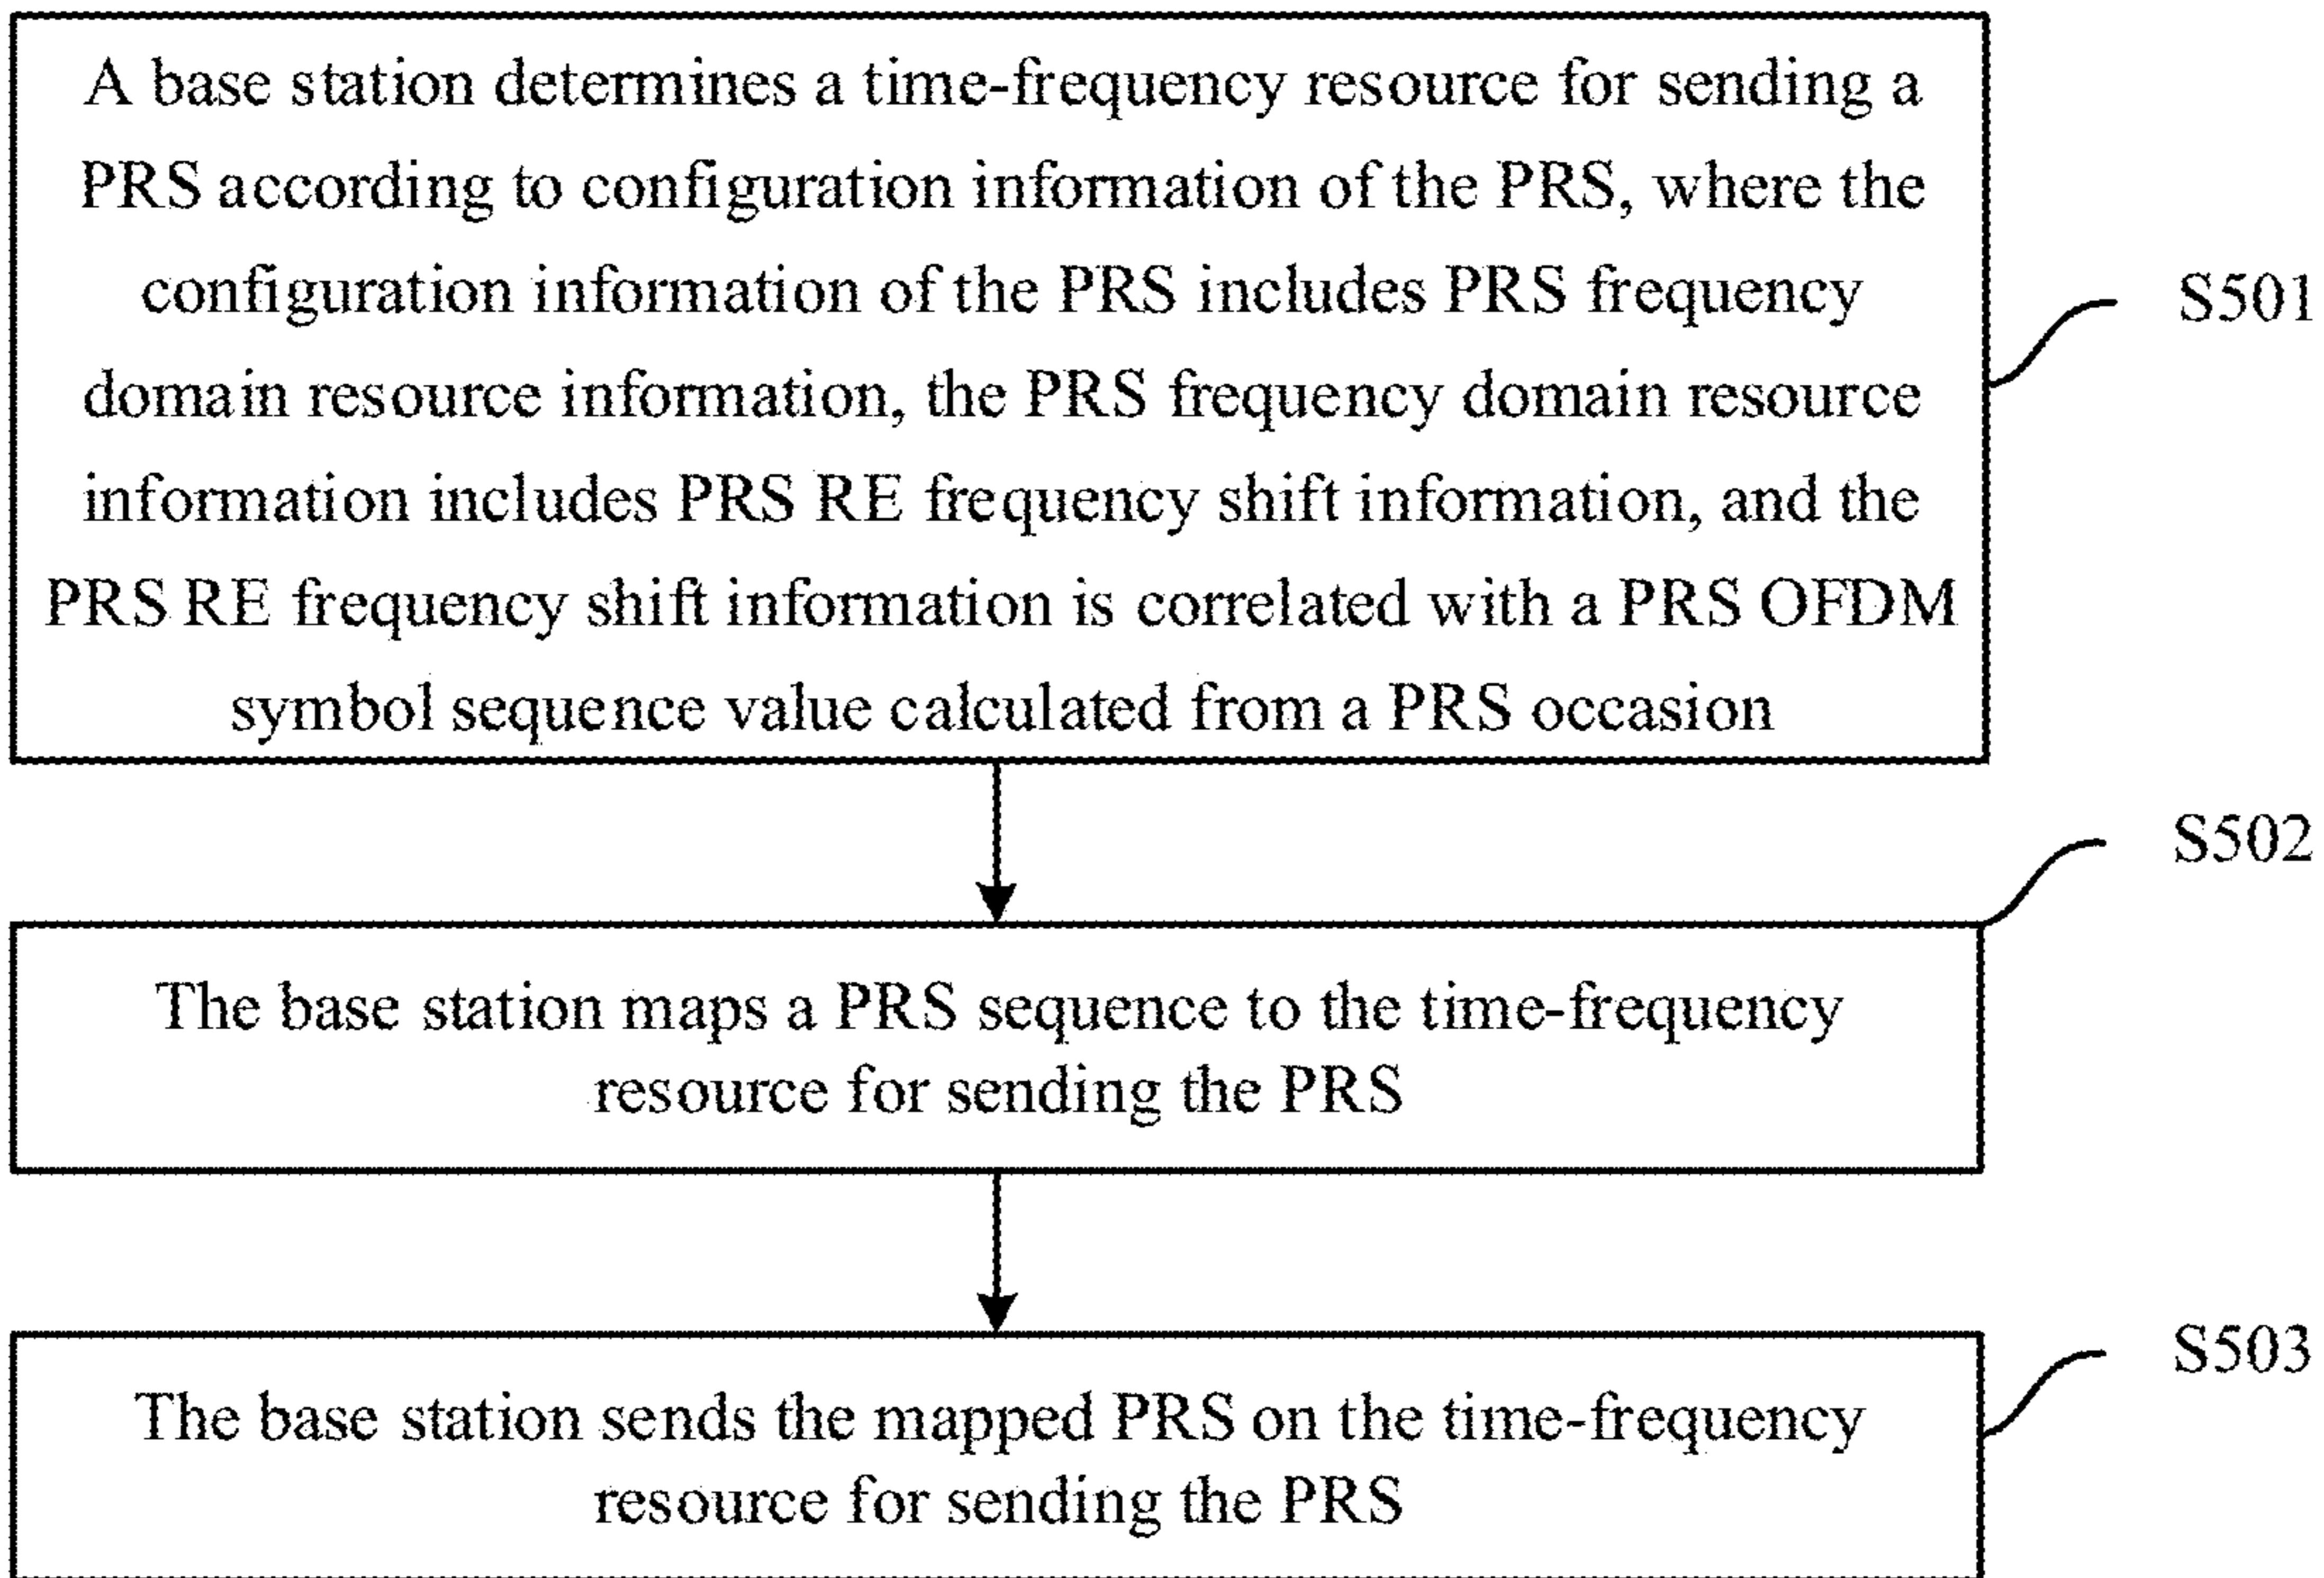 A base station determines a time-frequency resource for sending a
PRS according to configuration information of the PRS, where the
configuration information of the PRS includes PRS frequency
domain resource information, the PRS frequency domain resource
information includes PRS RE frequency shift information, and the
PRS RE frequency shift information is correlated with a PRS OFDM
symbol sequence value calculated from a PRS occasion
S501
S502
The base station maps a PRS sequence to the time-frequency
resource for sending the PRS
S503
The base station sends the mapped PRS on the time-frequency
resource for sending the PRS